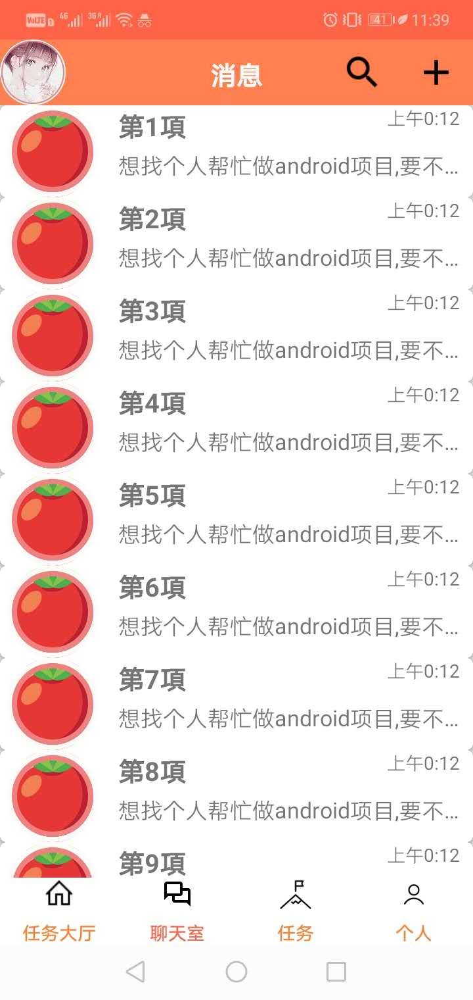 VoLTE 1 4G 3G R 41 11:39
消息
第1項 上午0:12
想找个人帮忙做android项目,要不...
第2項 上午0:12
想找个人帮忙做android项目,要不...
第3項 上午0:12
想找个人帮忙做android项目,要不...
第4項 上午0:12
想找个人帮忙做android项目,要不...
第5項 上午0:12
想找个人帮忙做android项目,要不...
第6項 上午0:12
想找个人帮忙做android项目,要不...
第7項 上午0:12
想找个人帮忙做android项目,要不...
第8項 上午0:12
想找个人帮忙做android项目,要不...
第9項 上午0:12
任务大厅 聊天室 任务 个人